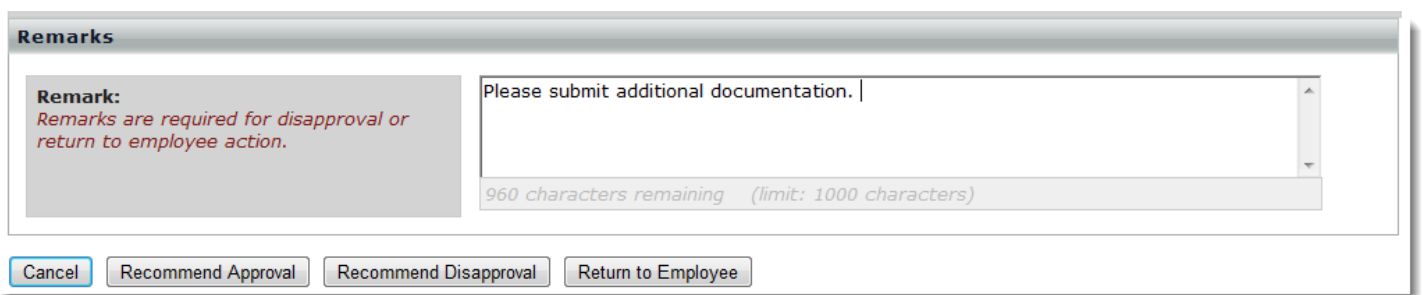 Remarks
Remark:
Remarks are required for disapproval or
return to employee action.
Please submit additional documentation.
960 characters remaining (limit: 1000 characters)
Cancel Recommend Approval Recommend Disapproval Return to Employee